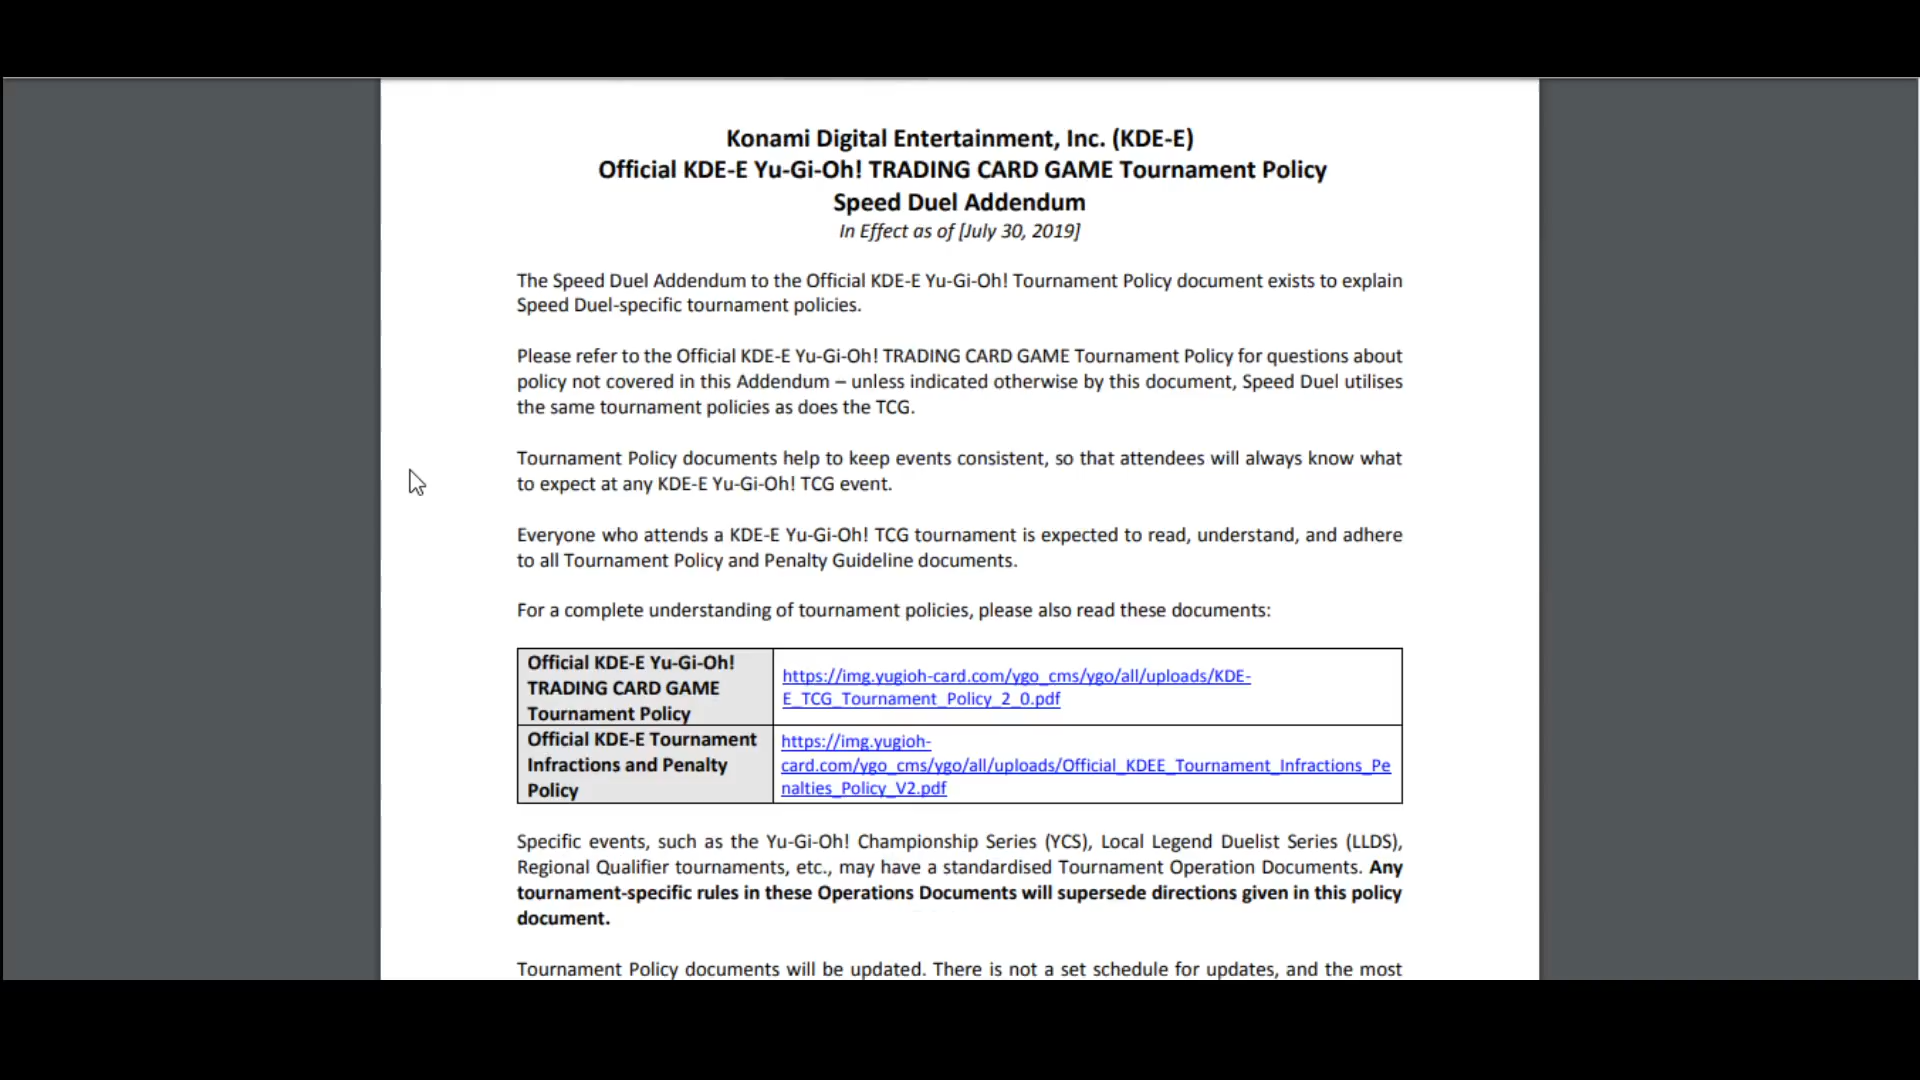 Konami Digital Entertainment, Inc. (KDE-E)
Official KDE-E Yu-Gi-Oh! TRADING CARD GAME Tournament Policy
Speed Duel Addendum
In Effect as of [July 30, 2019]
The Speed Duel Addendum to the Official KDE-E Yu-Gi-Oh! Tournament Policy document exists to explain
Speed Duel-specific tournament policies.
Please refer to the Official KDE-E Yu-Gi-Oh! TRADING CARD GAME Tournament Policy for questions about
policy not covered in this Addendum – unless indicated otherwise by this document, Speed Duel utilises
the same tournament policies as does the TCG.
Tournament Policy documents help to keep events consistent, so that attendees will always know what
to expect at any KDE-E Yu-Gi-Oh! TCG event.
Everyone who attends a KDE-E Yu-Gi-Oh! TCG tournament is expected to read, understand, and adhere
to all Tournament Policy and Penalty Guideline documents.
For a complete understanding of tournament policies, please also read these documents:
Official KDE-E Yu-Gi-Oh!
TRADING CARD GAME
Tournament Policy
https://img.yugioh-card.com/ygo_cms/ygo/all/uploads/KDE-
E_TCG_Tournament_Policy_2_0.pdf
Official KDE-E Tournament
Infractions and Penalty
Policy
https://img.yugioh-
card.com/ygo_cms/ygo/all/uploads/Official_KDEE_Tournament_Infractions_Pe
nalties_Policy_V2.pdf
Specific events, such as the Yu-Gi-Oh! Championship Series (YCS), Local Legend Duelist Series (LLDS),
Regional Qualifier tournaments, etc., may have a standardised Tournament Operation Documents. Any
tournament-specific rules in these Operations Documents will supersede directions given in this policy
document.
Tournament Policy documents will be updated. There is not a set schedule for updates, and the most